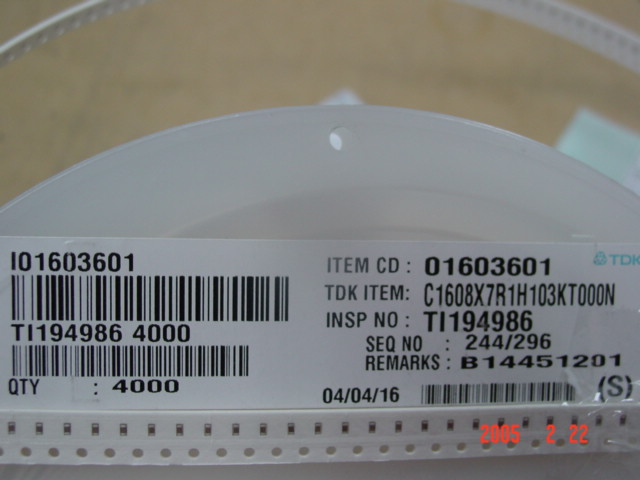 I01603601
TI194986 4000
QTY : 4000
ITEM CD : 01603601
TDK
TDK ITEM: C1608X7R1H103KT000N
INSP NO : TI194986
SEQ NO : 244/296
REMARKS : B14451201
04/04/16
(S)
2005 2 22